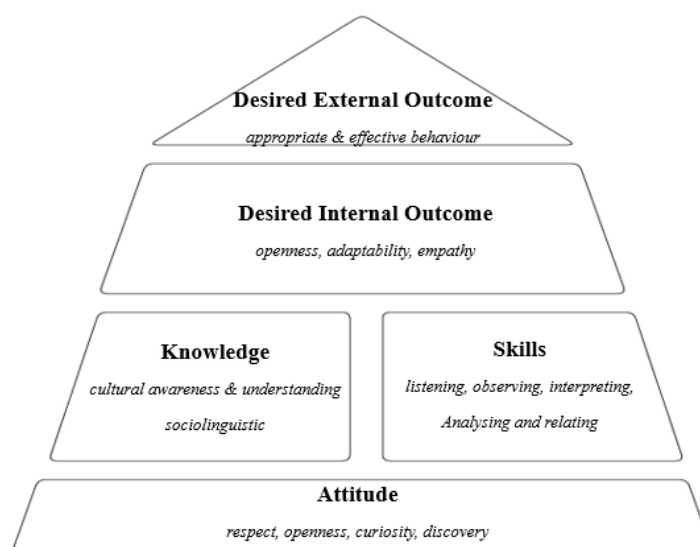 Desired External Outcome
appropriate & effective behaviour
Desired Internal Outcome
openness, adaptability, empathy
Knowledge
cultural awareness & understanding
sociolinguistic
Skills
listening, observing, interpreting,
Analysing and relating
Attitude
respect, openness, curiosity, discovery